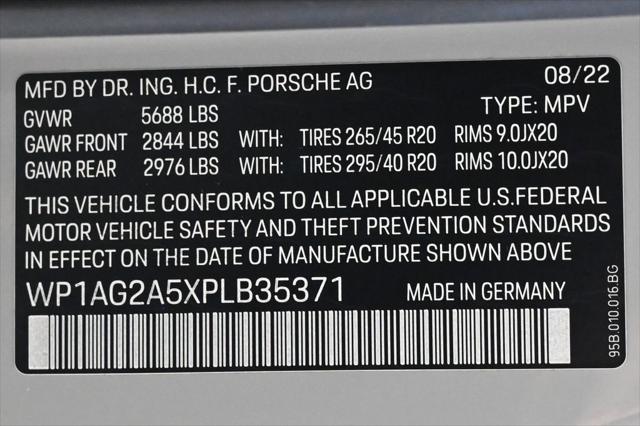 MFD BY DR. ING. H.C. F. PORSCHE AG 08/22
GVWR 5688 LBS TYPE: MPV
GAWR FRONT 2844 LBS WITH: TIRES 265/45 R20 RIMS 9.0JX20
GAWR REAR 2976 LBS WITH: TIRES 295/40 R20 RIMS 10.0JX20
THIS VEHICLE CONFORMS TO ALL APPLICABLE U.S.FEDERAL
MOTOR VEHICLE SAFETY AND THEFT PREVENTION STANDARDS
IN EFFECT ON THE DATE OF MANUFACTURE SHOWN ABOVE
WP1AG2A5XPLB35371 MADE IN GERMANY
95B.010.016.BG